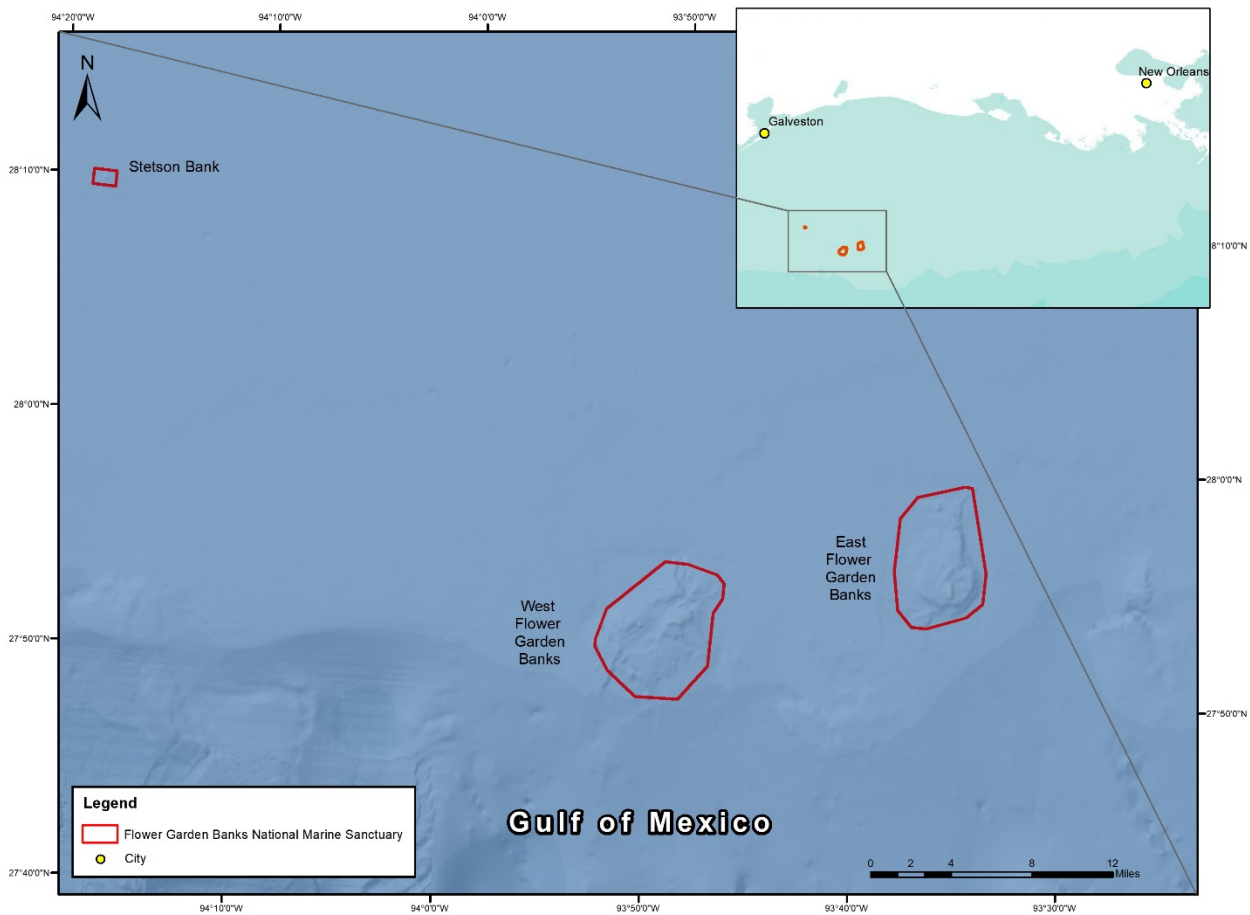 94°20'0"W
94°10'0"W
94°0'0"W
93°50'0"W
N
New Orleans
Galveston
28°10'0"N
Stetson Bank
8°10'0"N
28°0'0"N
28°0'0"N
East
Flower
Garden
Banks
West
Flower
Garden
Banks
27°50'0"N
27°50'0"N
Legend
Flower Garden Banks National Marine Sanctuary
City
Gulf of Mexico
0 2 4 8 12
Miles
27°40'0"N
94°10'0"W
94°0'0"W
93°50'0"W
93°40'0"W
93°30'0"W